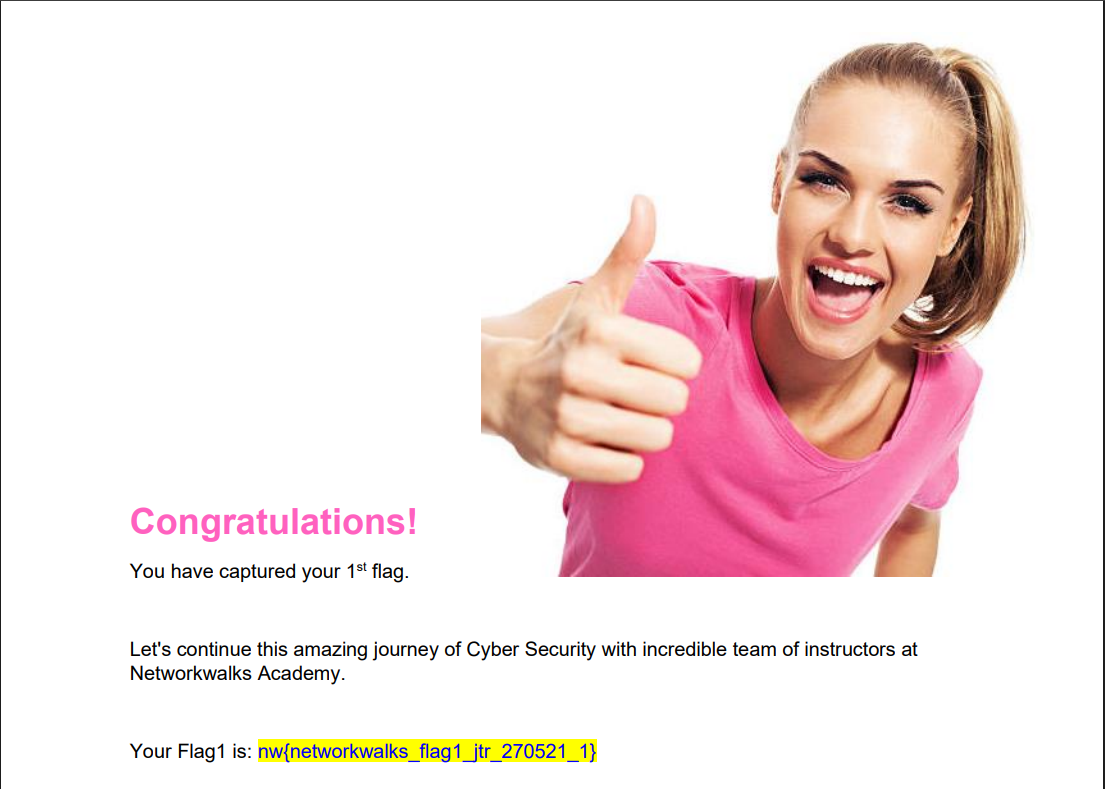 Congratulations!
You have captured your 1st flag.
Let's continue this amazing journey of Cyber Security with incredible team of instructors at
Networkwalks Academy.
Your Flag1 is: nw{networkwalks_flag1_jtr_270521_1}